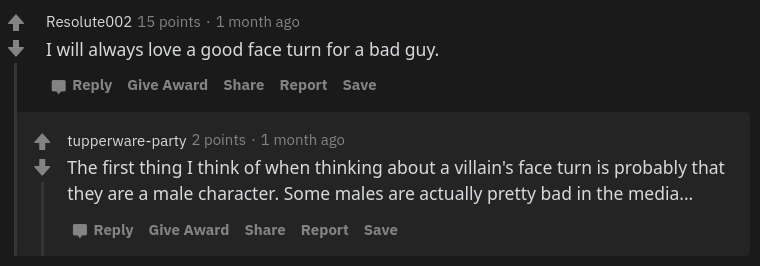 Resolute002 15 points · 1 month ago
I will always love a good face turn for a bad guy.
Reply Give Award Share Report Save
tupperware-party 2 points · 1 month ago
The first thing I think of when thinking about a villain's face turn is probably that
they are a male character. Some males are actually pretty bad in the media...
Reply Give Award Share Report Save